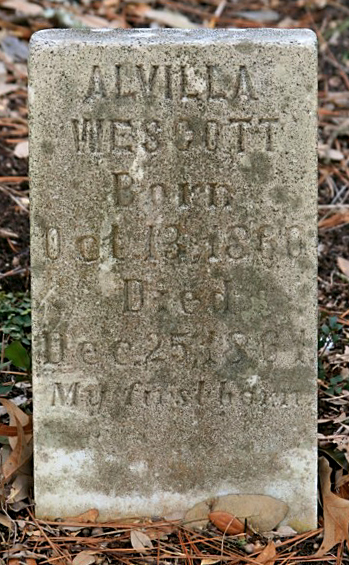 ALVILLA
WESCOTT
Born
Oct 13, 1860
Died
Dec. 25, 1861
My first born